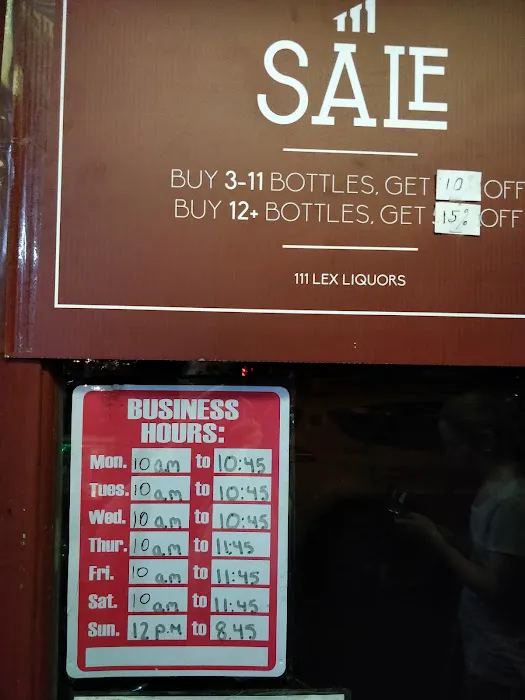 111
SALE
BUY 3-11 BOTTLES, GET 10% OFF
BUY 12+ BOTTLES, GET 15% OFF
111 LEX LIQUORS
BUSINESS
HOURS:
Mon. 10 a.m to 10:45
Tues. 10 a.m to 10:45
Wed. 10 a.m to 10:45
Thur. 10 a.m to 11:45
Fri. 10 a.m to 11:45
Sat. 10 a.m to 11:45
Sun. 12 P.M to 8.45